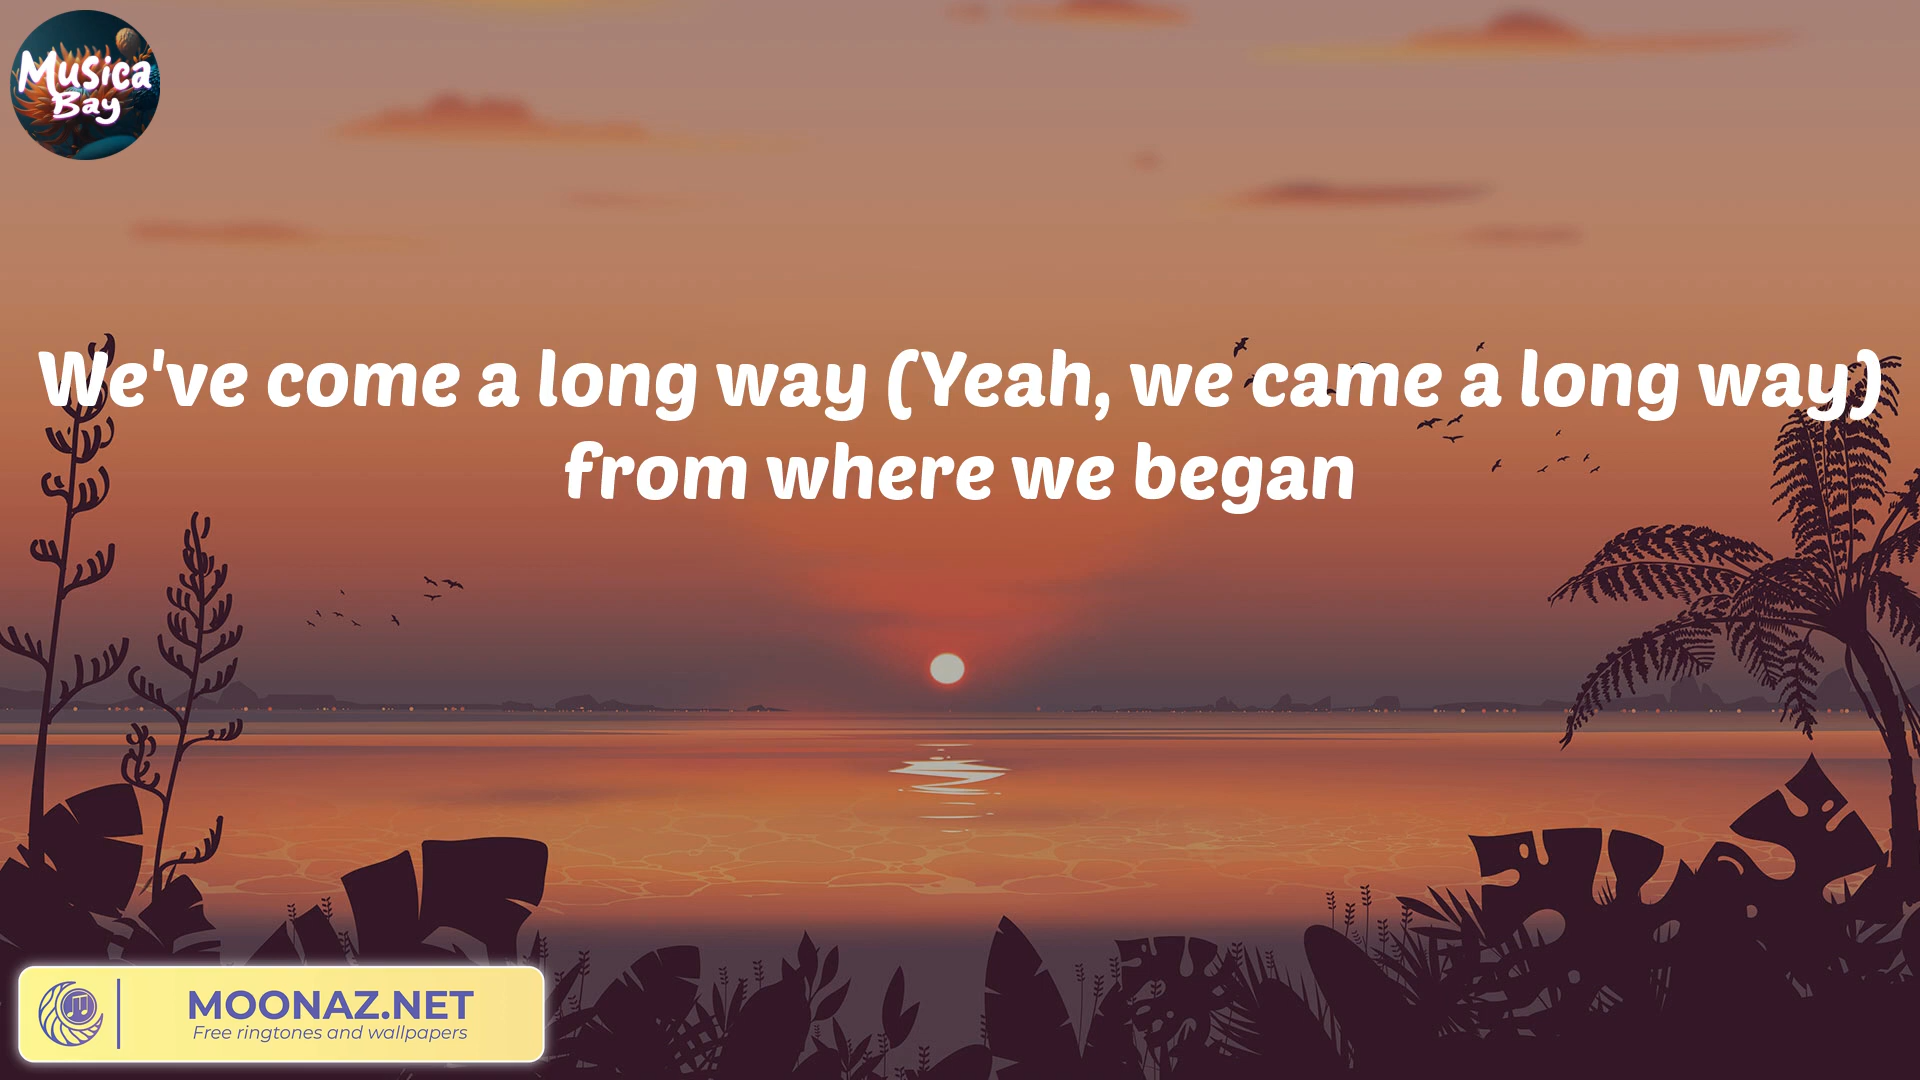 Musica
Bay
We've come a long way (Yeah, we came a long way)
from where we began
MOONAZ.NET
Free ringtones and wallpapers